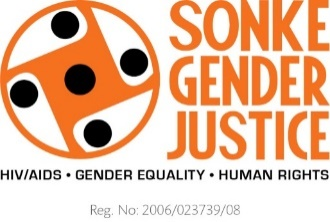 SONKE
GENDER
JUSTICE
HIV/AIDS • GENDER EQUALITY • HUMAN RIGHTS
Reg. No: 2006/023739/08